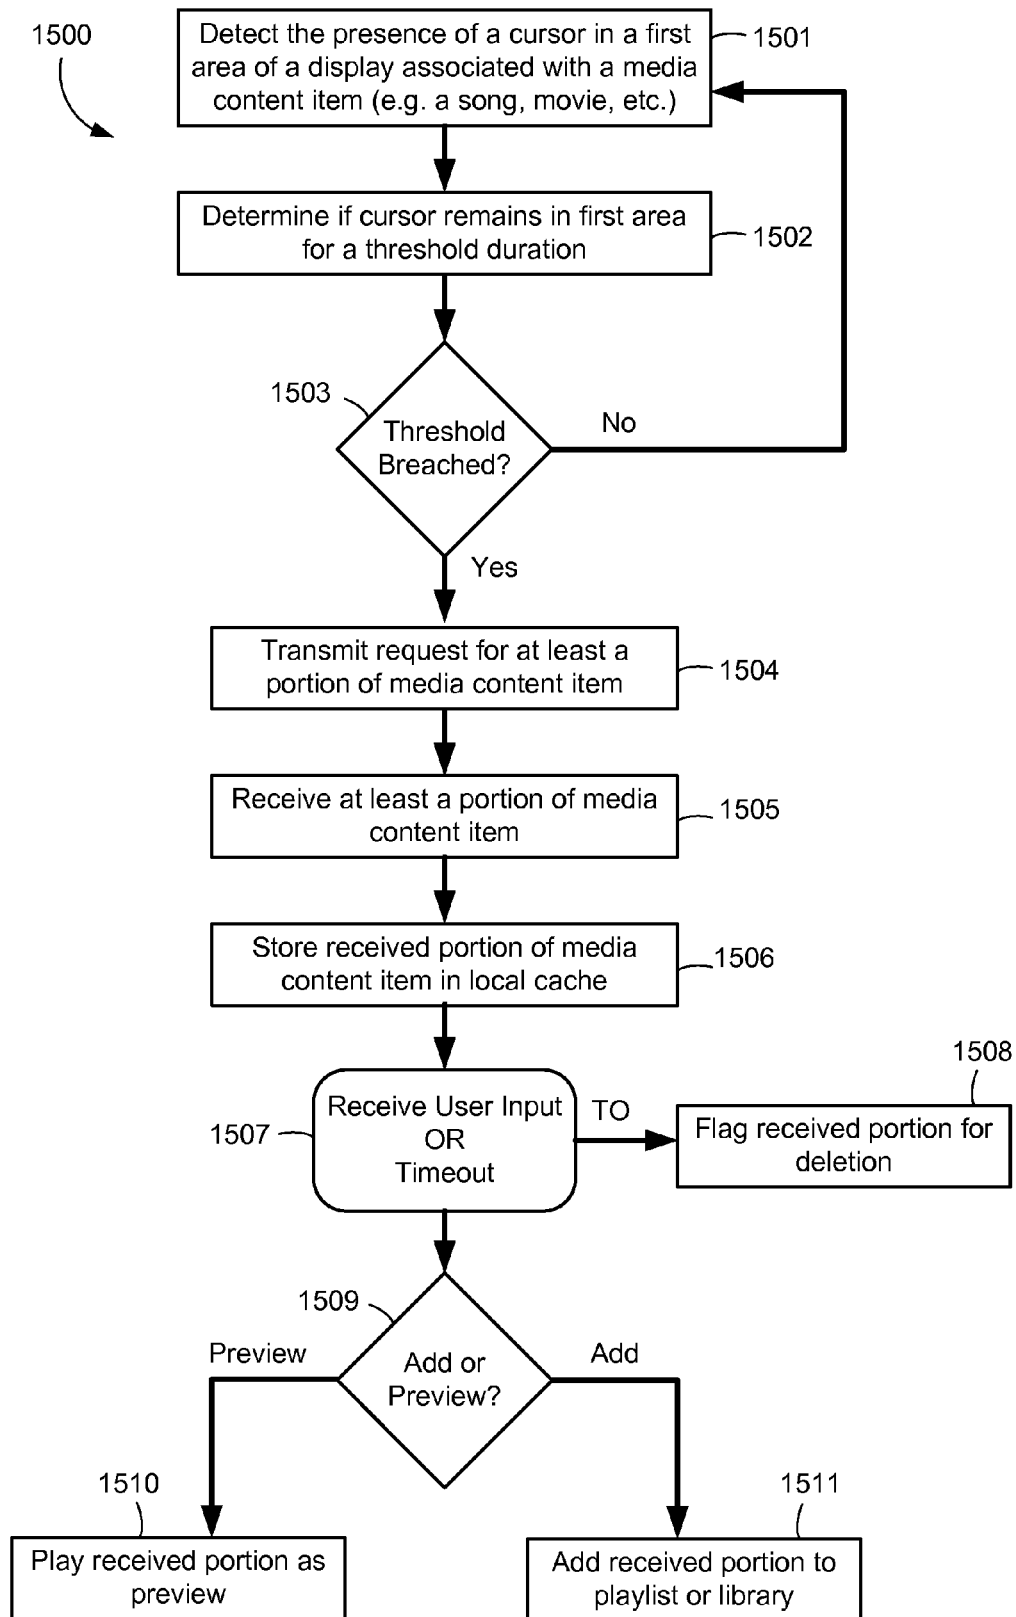 1500
Detect the presence of a cursor in a first
area of a display associated with a media
content item (e.g. a song, movie, etc.)
1501
Determine if cursor remains in first area
for a threshold duration
1502
1503
Threshold
Breached?
No
Yes
Transmit request for at least a
portion of media content item
1504
Receive at least a portion of media
content item
1505
Store received portion of media
content item in local cache
1506
1507
Receive User Input
OR
Timeout
TO
1508
Flag received portion for
deletion
1509
Add or
Preview?
Preview
Add
1510
Play received portion as
preview
1511
Add received portion to
playlist or library